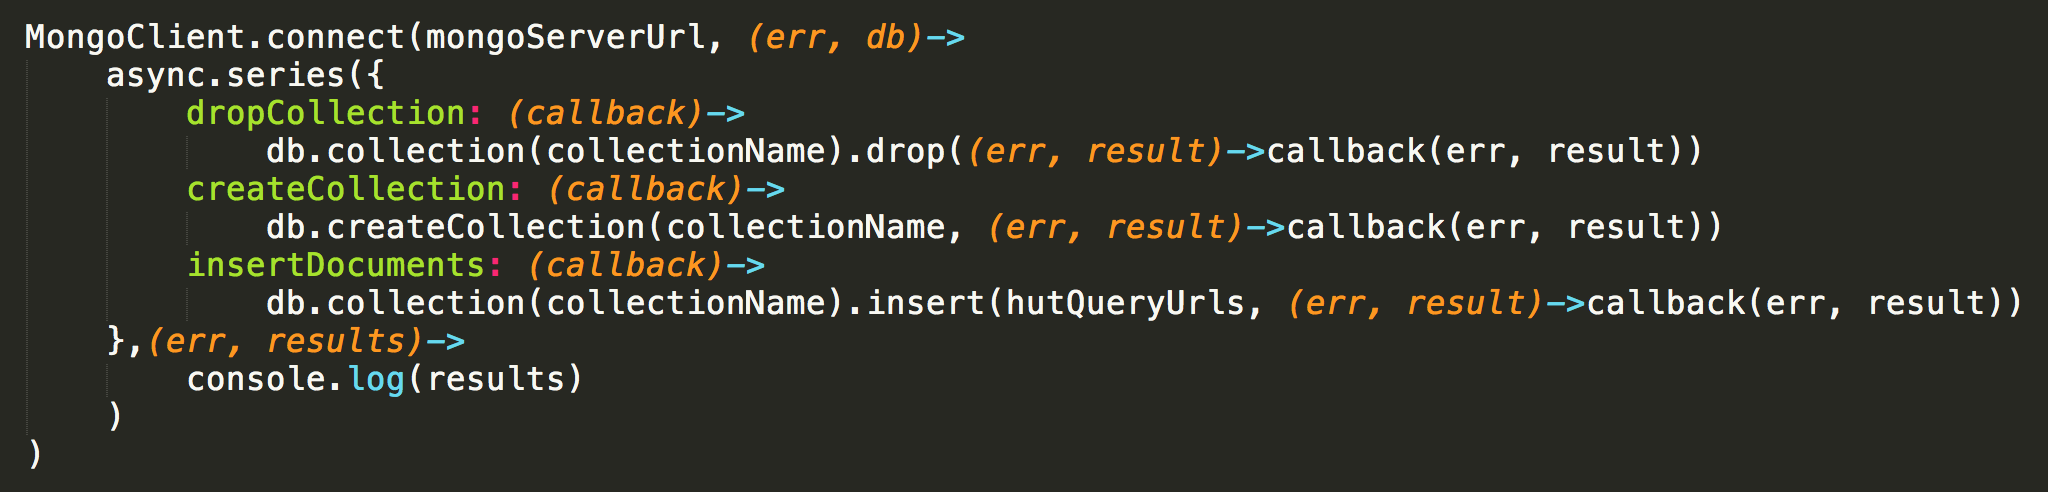 MongoClient.connect(mongoServerUrl, (err, db)->
    async.series({
        dropCollection: (callback)->
            db.collection(collectionName).drop((err, result)->callback(err, result))
        createCollection: (callback)->
            db.createCollection(collectionName, (err, result)->callback(err, result))
        insertDocuments: (callback)->
            db.collection(collectionName).insert(hutQueryUrls, (err, result)->callback(err, result))
    },(err, results)->
        console.log(results)
    )
)